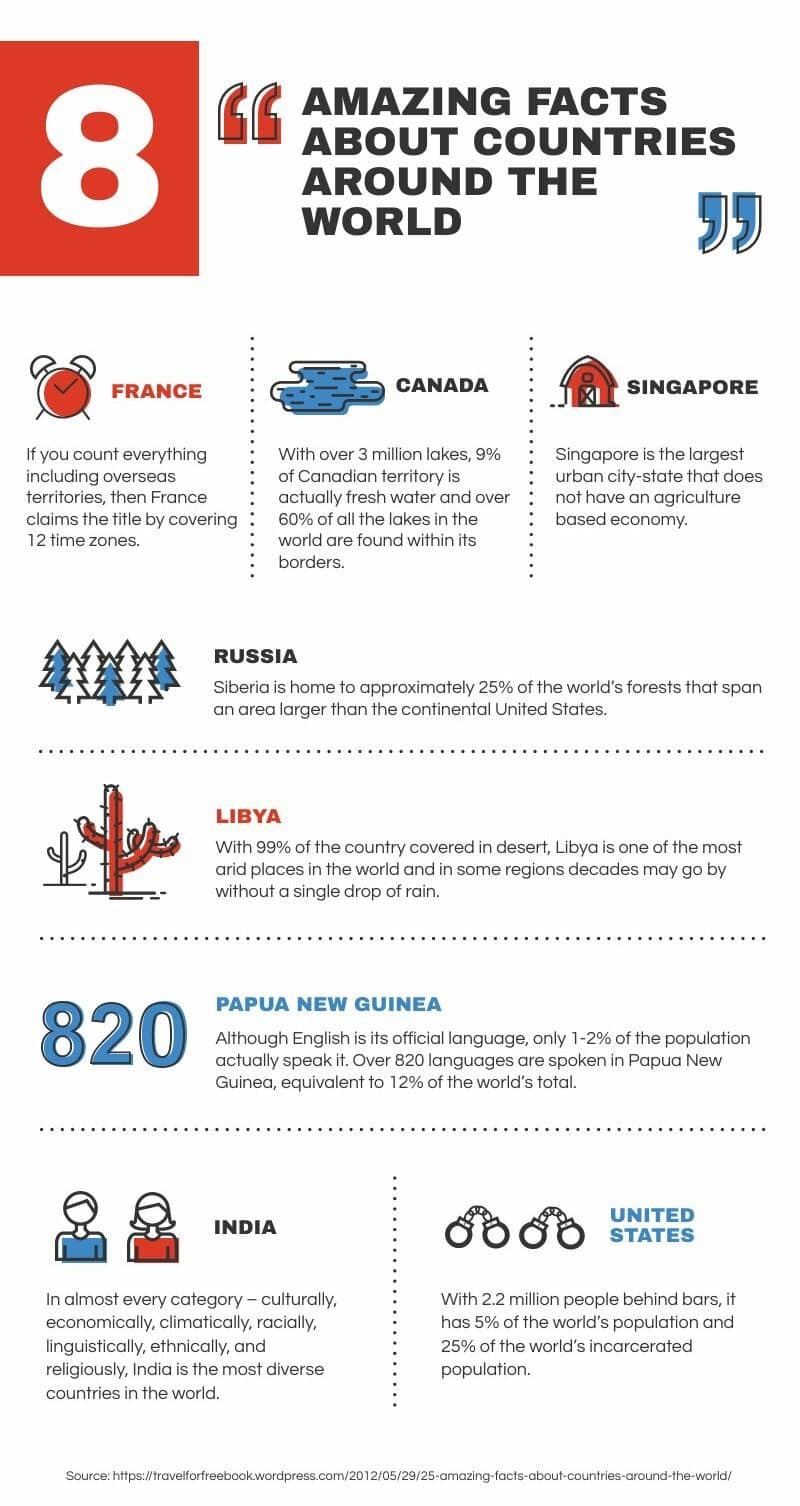 8
AMAZING FACTS
ABOUT COUNTRIES
AROUND THE
WORLD
FRANCE
If you count everything
including overseas
territories, then France
claims the title by covering
12 time zones.
CANADA
With over 3 million lakes, 9%
of Canadian territory is
actually fresh water and over
60% of all the lakes in the
world are found within its
borders.
SINGAPORE
Singapore is the largest
urban city-state that does
not have an agriculture
based economy.
RUSSIA
Siberia is home to approximately 25% of the world's forests that span
an area larger than the continental United States.
LIBYA
With 99% of the country covered in desert, Libya is one of the most
arid places in the world and in some regions decades may go by
without a single drop of rain.
820
PAPUA NEW GUINEA
Although English is its official language, only 1-2% of the population
actually speak it. Over 820 languages are spoken in Papua New
Guinea, equivalent to 12% of the world's total.
INDIA
In almost every category – culturally,
economically, climatically, racially,
linguistically, ethnically, and
religiously, India is the most diverse
countries in the world.
UNITED
STATES
With 2.2 million people behind bars, it
has 5% of the world's population and
25% of the world's incarcerated
population.
Source: https://travelforfreebook.wordpress.com/2012/05/29/25-amazing-facts-about-countries-around-the-world/